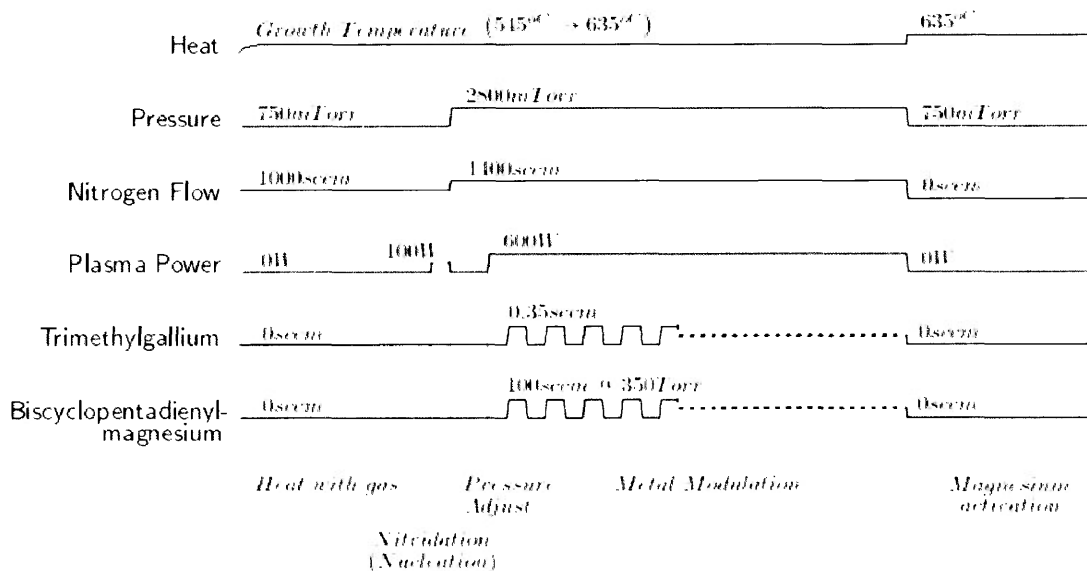 Heat
Growth Temperature (545°C → 635°C)
635°C
Pressure
750mTorr
2800mTorr
750mTorr
Nitrogen Flow
1000sccm
1400sccm
0sccm
Plasma Power
0W
100W
600W
0W
Trimethylgallium
0sccm
0.35sccm
0sccm
Biscyclopentadienyl-
magnesium
0sccm
100sccm @ 350Torr
0sccm
Heat with gas
Pressure
Adjust
Metal Modulation
Magnesium
activation
Nitridation
(Nucleation)